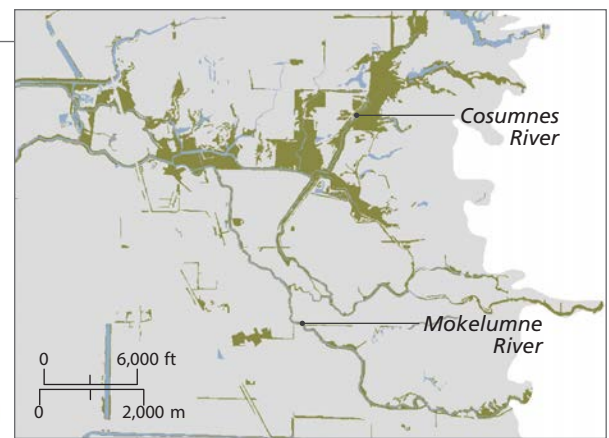 Cosumnes
River
Mokelumne
River
0 6,000 ft
0 2,000 m